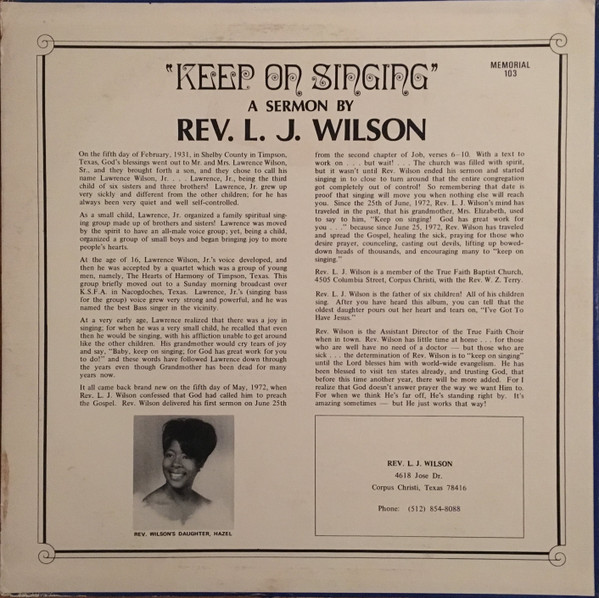 "KEEP ON SINGING"
MEMORIAL
103
A SERMON BY
REV. L. J. WILSON
On the fifth day of February, 1931, in Shelby County in Timpson,
Texas, God's blessings went out to Mr. and Mrs. Lawrence Wilson,
Sr., and they brought forth a son, and they chose to call his
name Lawrence Wilson, Jr. . . . Lawrence, Jr., being the third
child of six sisters and three brothers! Lawrence, Jr. grew up
very sickly and different from the other children; for he has
always been very quiet and well self-controlled.
As a small child, Lawrence, Jr. organized a family spiritual sing-
ing group made up of brothers and sisters! Lawrence was moved
by the spirit to have an all-male voice group; yet, being a child,
organized a group of small boys and began bringing joy to more
people's hearts.
At the age of 16, Lawrence Wilson, Jr.'s voice developed, and
then he was accepted by a quartet which was a group of young
men, namely, The Hearts of Harmony of Timpson, Texas. This
group briefly moved out to a Sunday morning broadcast over
K.S.F.A. in Nacogdoches, Texas. Lawrence, Jr.'s (singing bass
for the group) voice grew very strong and powerful, and he was
named the best Bass singer in the vicinity.
At a very early age, Lawrence realized that there was a joy in
singing; for when he was a very small child, he recalled that even
then he would be singing, with his affliction unable to get around
like the other children. His grandmother would cry tears of joy
and say, "Baby, keep on singing; for God has great work for you
to do!" and these words have followed Lawrence down through
the years even though Grandmother has been dead for many
years now.
It all came back brand new on the fifth day of May, 1972, when
Rev. L. J. Wilson confessed that God had called him to preach
the Gospel. Rev. Wilson delivered his first sermon on June 25th
from the second chapter of Job, verses 6-10. With a text to
work on . . . but wait! . . . The church was filled with spirit,
but it wasn't until Rev. Wilson ended his sermon and started
singing in to close to turn around that the entire congregation
got completely out of control! So remembering that date is
proof that singing will move you when nothing else will reach
you. Since the 25th of June, 1972, Rev. L. J. Wilson's mind has
traveled in the past, that his grandmother, Mrs. Elizabeth, used
to say to him, "Keep on singing! God has great work for
you . . ." because since June 25, 1972, Rev. Wilson has traveled
and spread the Gospel, healing the sick, praying for those who
desire prayer, counceling, casting out devils, lifting up bowed-
down heads of thousands, and encouraging many to "keep on
singing."
Rev. L. J. Wilson is a member of the True Faith Baptist Church,
4505 Columbia Street, Corpus Christi, with the Rev. W. Z. Terry.
Rev. L. J. Wilson is the father of six children! All of his children
sing. After you have heard this album, you can tell that the
oldest daughter pours out her heart and tears on, "I've Got To
Have Jesus."
Rev. Wilson is the Assistant Director of the True Faith Choir
when in town. Rev. Wilson has little time at home . . . for those
who are well have no need of a doctor — but those who are
sick . . . the determination of Rev. Wilson is to "keep on singing"
until the Lord blesses him with world-wide evangelism. He has
been blessed to visit ten states already, and trusting God, that
before this time another year, there will be more added. For I
realize that God doesn't answer prayer the way we want Him to.
For when we think He's far off, He's standing right by. It's
amazing sometimes — but He just works that way!
REV. WILSON'S DAUGHTER, HAZEL
REV. L. J. WILSON
4618 Jose Dr.
Corpus Christi, Texas 78416
Phone: (512) 854-8088